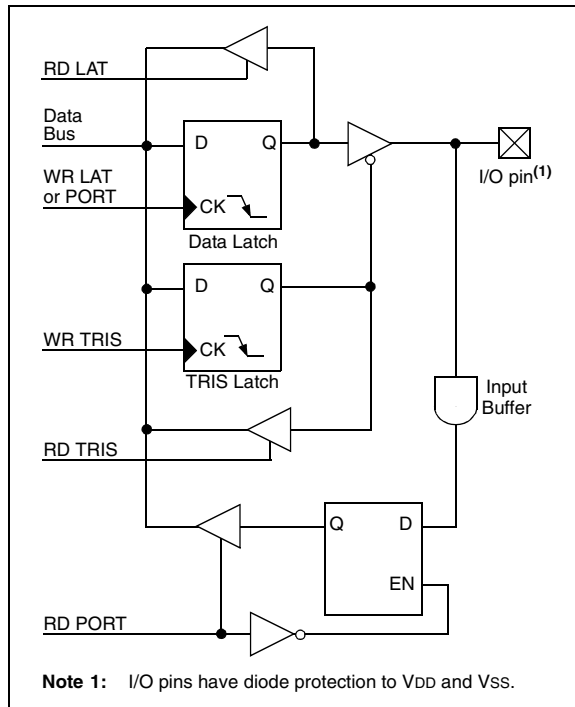 RD LAT
Data
Bus
D Q
WR LAT
or PORT
I/O pin(1)
CK
Data Latch
D Q
WR TRIS
CK
TRIS Latch
Input
Buffer
RD TRIS
Q D
EN
RD PORT
Note 1: I/O pins have diode protection to VDD and VSS.